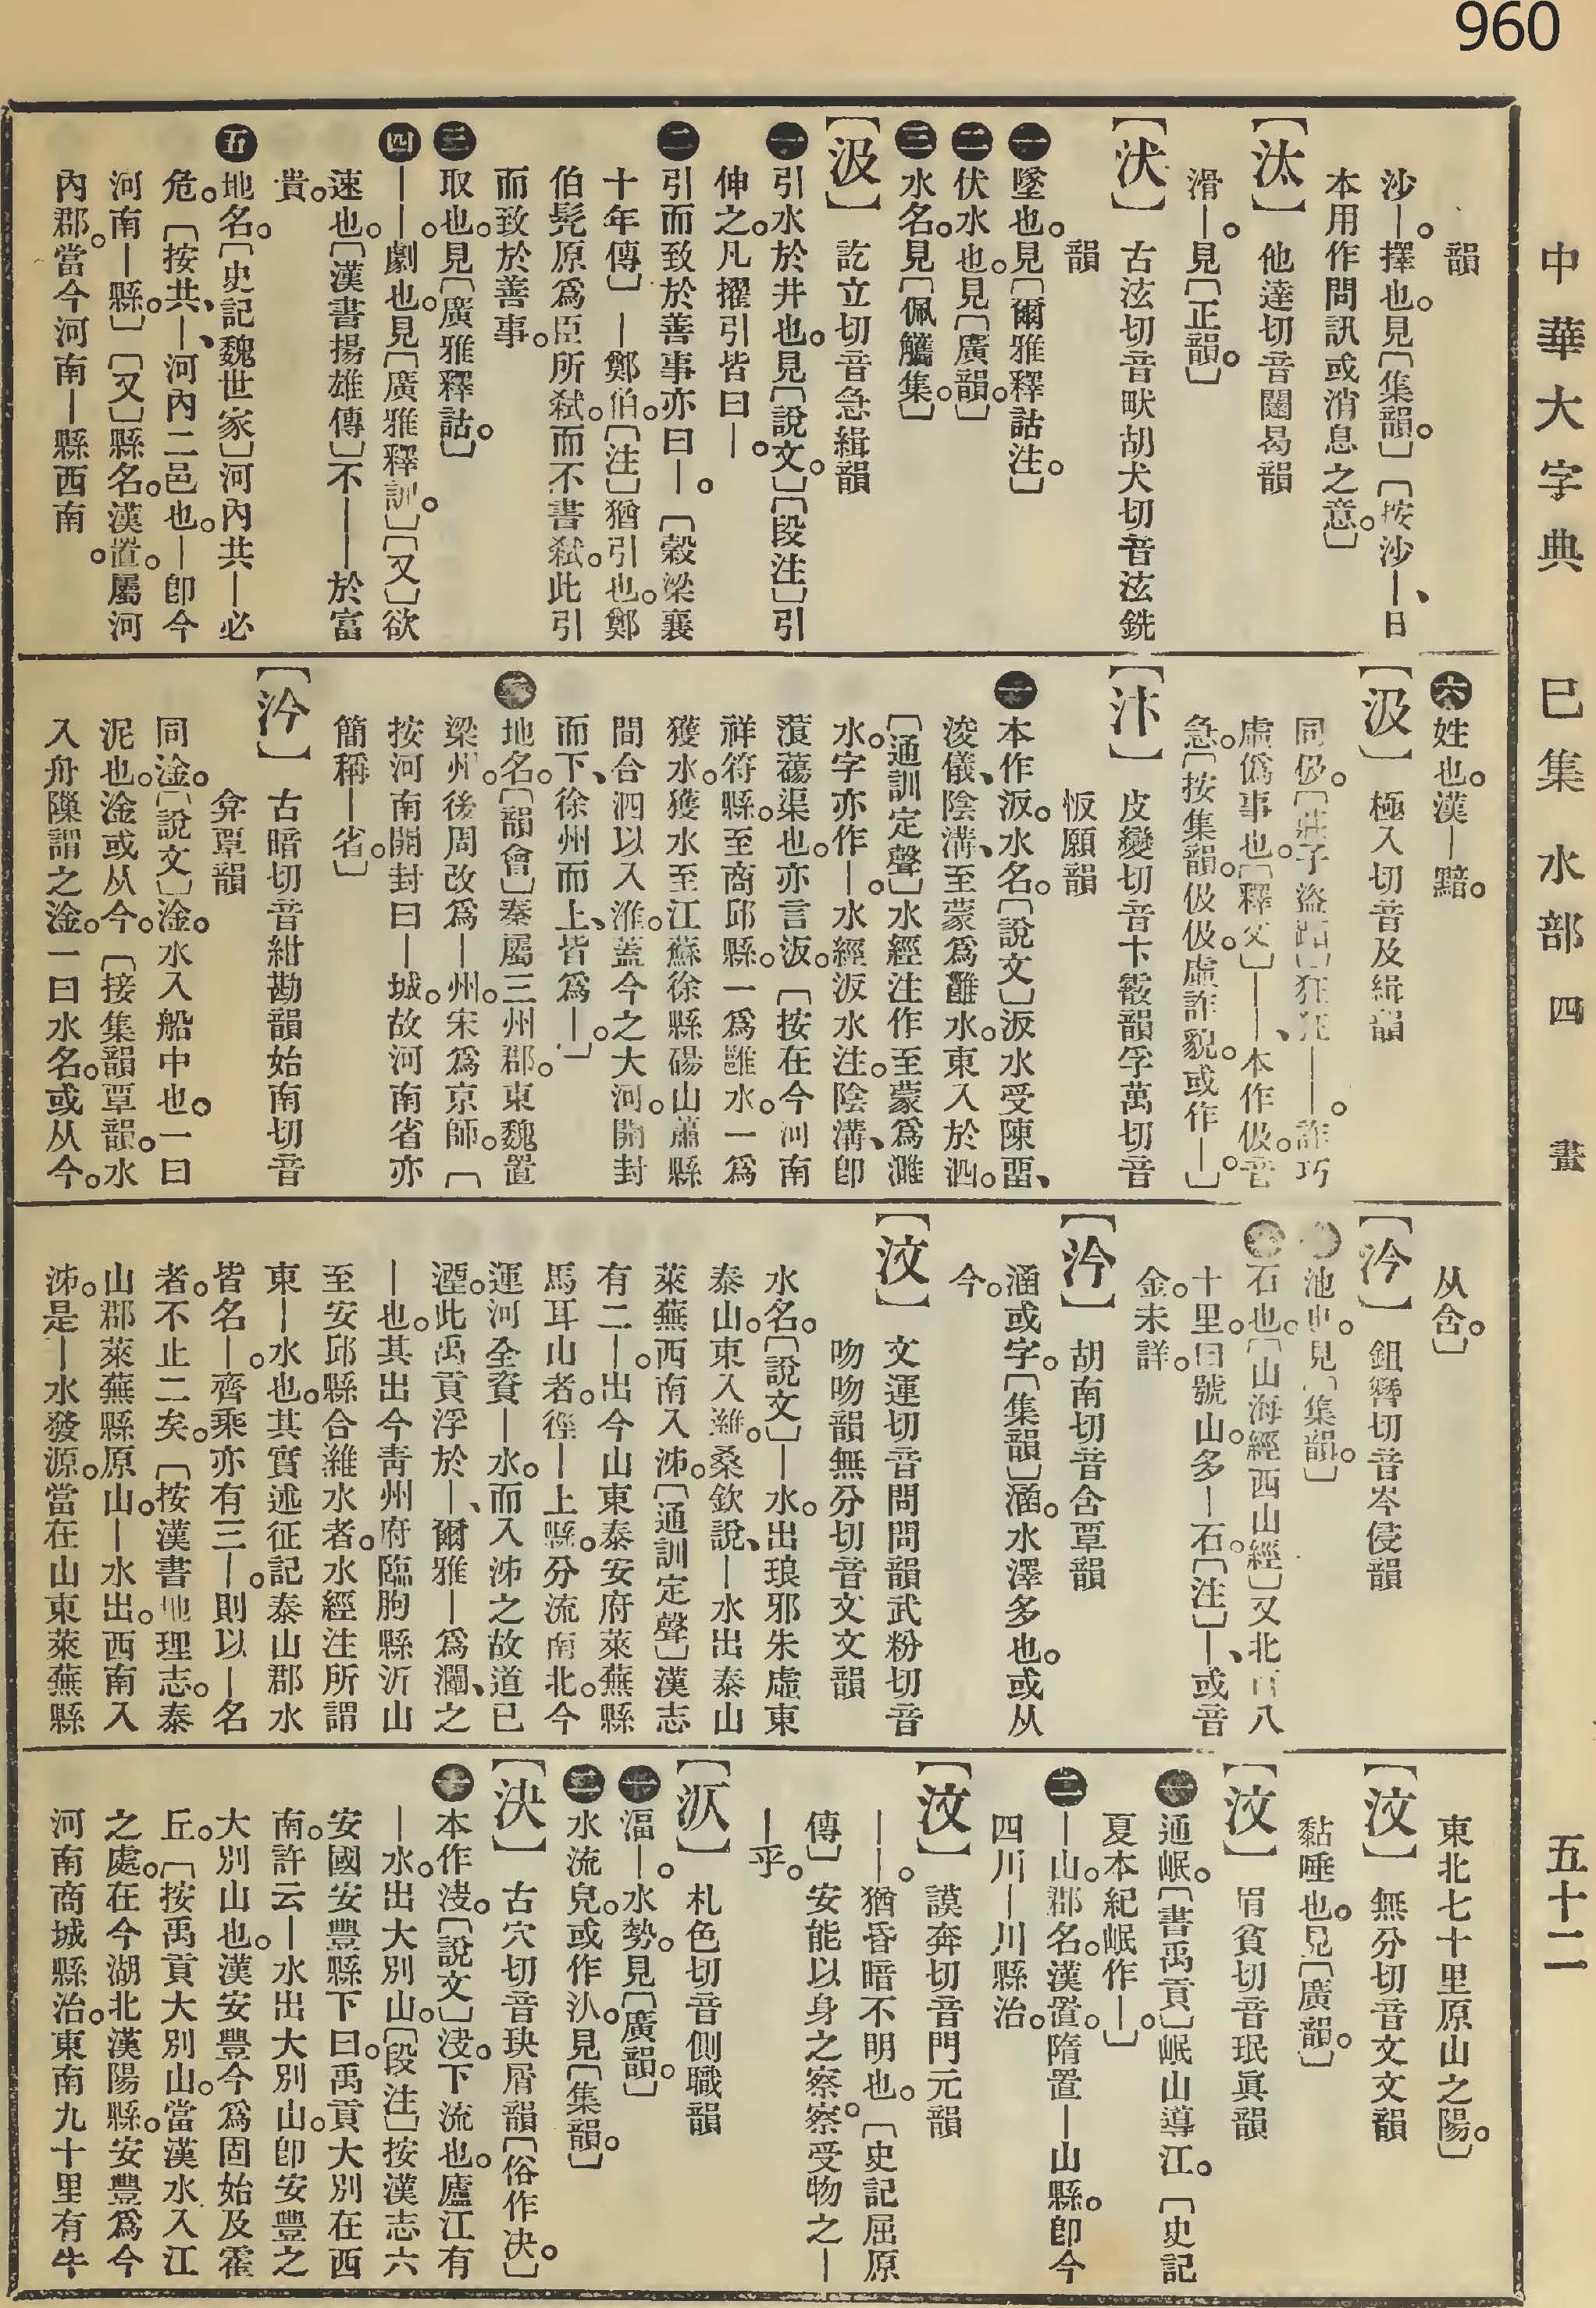 960
中華大字典　巳集　水部　四畫　五十二
韻
沙｜。擇也。見〔集韻。〕〔按沙｜、日
本用作問訊或消息之意。〕
【汰】他達切音闥曷韻
滑｜。見〔正韻。〕
【汱】古泫切音畎胡犬切音泫銑
韻
㊀墜也。見〔爾雅釋詁注。〕
㊁伏水也。見〔廣韻。〕
㊂水名。見〔佩觿集。〕
【汲】訖立切音急緝韻
㊀引水於井也。見〔說文。〕〔段注〕引
伸之。凡擢引皆曰｜。
㊁引而致於善事亦曰｜。〔穀梁襄
十年傳〕｜鄭伯。〔注〕猶引也。鄭
伯髡原爲臣所弒。而不書弒。此引
而致於善事。
㊂取也。見〔廣雅釋詁。〕
㊃｜｜。劇也。見〔廣雅釋訓。〕〔又〕欲
速也。〔漢書揚雄傳〕不｜｜於富
貴。
㊄地名。〔史記魏世家〕河內共｜必
危。〔按共、｜、河內二邑也。｜卽今
河南｜縣。〕〔又〕縣名。漢置。屬河
內郡。當今河南｜縣西南。
㊅姓也。漢｜黯。
【汲】極入切音及緝韻
同伋。〔莊子盜跖〕狂狂｜｜。詐巧
虛僞事也。〔釋文〕｜｜、本作伋。音
急。〔按集韻。伋伋。虛詐貌。或作｜。〕
【汴】皮變切音卞霰韻孚萬切音
恆願韻
㊀本作汳。水名。〔說文〕汳水受陳畱、
浚儀、陰溝、至蒙爲雝水。東入於泗。
〔通訓定聲〕水經注作至蒙爲濉
水。字亦作｜。水經汳水注。陰溝、卽
蒗蕩渠也。亦言汳。〔按在今河南
祥符縣。至商邱縣。一爲雎水。一爲
獲水。獲水至江蘇徐縣碭山蕭縣
間合泗以入淮。蓋今之大河。開封
而下、徐州而上、皆爲｜。〕
㊁地名。〔韻會〕秦屬三州郡。東魏置
梁州。後周改爲｜州。宋爲京師。〔
按河南開封曰｜城。故河南省亦
簡稱｜省。〕
【汵】古暗切音紺勘韻始南切音
弇覃韻
同淦。〔說文〕淦。水入船中也。一曰
泥也。淦或从今。〔按集韻覃韻。水
入舟隟謂之淦。一曰水名。或从今。
从含。〕
【汵】鉏簪切音岑侵韻
㊀池也。見〔集韻。〕
㊁石也。〔山海經西山經〕又北百八
十里。曰號山。多｜石。〔注〕｜、或音
金。未詳。
【汵】胡南切音含覃韻
涵或字。〔集韻〕涵。水澤多也。或从
今。
【汶】文運切音問問韻武粉切音
吻吻韻無分切音文文韻
水名。〔說文〕｜水。出琅邪朱虛東
泰山。東入濰。桑欽說、｜水出泰山
萊蕪西南入泲。〔通訓定聲〕漢志
有二｜。出今山東泰安府萊蕪縣
馬耳山者。徑｜上縣。分流南北。今
運河全資｜水。而入泲之故道已
湮。此禹貢浮於｜、爾雅｜爲瀾、之
｜也。其出今靑州府臨朐縣沂山
至安邱縣合濰水者。水經注所謂
東｜水也。其實述征記泰山郡水
皆名｜。齊乘亦有三｜。則以｜名
者。不止二矣。〔按漢書地理志。泰
山郡萊蕪縣原山。｜水出。西南入
泲。是｜水發源。當在山東萊蕪縣
東北七十里原山之陽。〕
【汶】無分切音文文韻
黏唾也。見〔廣韻。〕
【汶】眉貧切音珉眞韻
㊀通岷。〔書禹貢〕岷山導江。〔史記
夏本紀岷作｜。〕
㊁｜山。郡名。漢置。隋置｜山縣。卽今
四川｜川縣治。
【汶】謨奔切音門元韻
｜｜。猶昏暗不明也。〔史記屈原
傳〕安能以身之察察。受物之｜
｜乎。
【汄】札色切音側職韻
㊀湢｜。水勢。見〔廣韻。〕
㊁水流皃。或作汃。見〔集韻。〕
【決】古穴切音玦屑韻〔俗作决。〕
㊀本作㳇。〔說文〕㳇。下流也。廬江有
｜水。出大別山。〔段注〕按漢志六
安國安豐縣下曰。禹貢大別在西
南。許云｜水出大別山。卽安豐之
大別山也。漢安豐今爲固始及霍
丘。〔按禹貢大別山。當漢水入江
之處。在今湖北漢陽縣。安豐爲今
河南商城縣治。東南九十里有牛